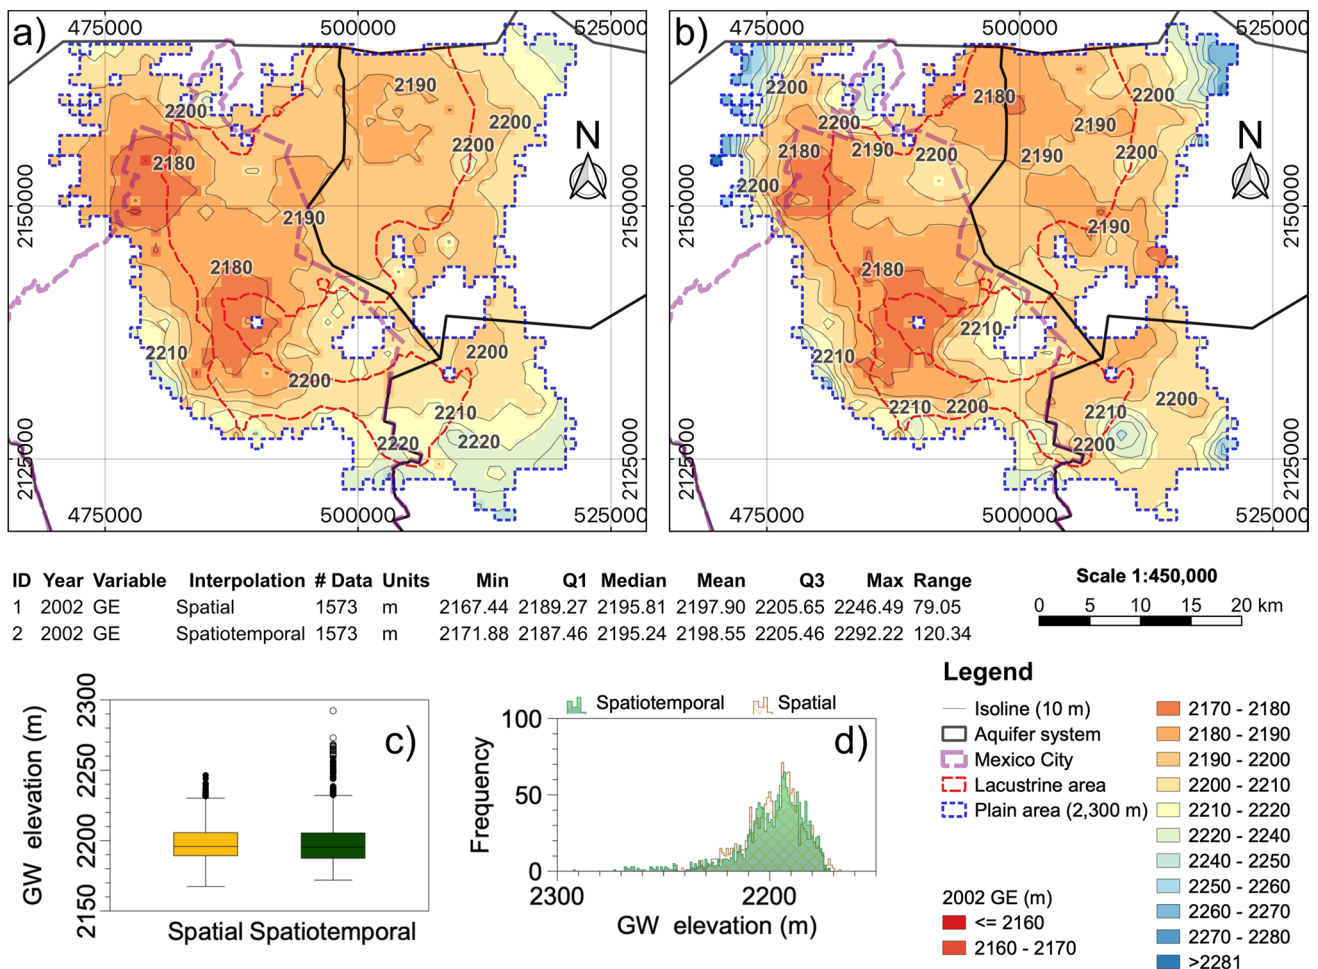 a)
475000 500000 525000
2200
2190
2200
2200
2180
2190
2180
2210
2200
2200
2210
2220
2220
N
2150000
2150000
2125000
2125000
475000 500000 525000
b)
475000 500000 525000
2200
2180
2200
2200
2190
2180
2190
2200
2190
2200
2200
2190
2180
2210
2210
2200
2210
2200
2210
2200
N
2150000
2150000
2125000
2125000
475000 500000 525000
ID Year Variable Interpolation # Data Units Min Q1 Median Mean Q3 Max Range
1 2002 GE Spatial 1573 m 2167.44 2189.27 2195.81 2197.90 2205.65 2246.49 79.05
2 2002 GE Spatiotemporal 1573 m 2171.88 2187.46 2195.24 2198.55 2205.46 2292.22 120.34
Scale 1:450,000
0 5 10 15 20 km
c)
GW elevation (m)
2300
2250
2200
2150
Spatial Spatiotemporal
Spatiotemporal Spatial
d)
Frequency
100
50
0
2300 2200
GW elevation (m)
Legend
Isoline (10 m)
Aquifer system
Mexico City
Lacustrine area
Plain area (2,300 m)
2002 GE (m)
<= 2160
2160 - 2170
2170 - 2180
2180 - 2190
2190 - 2200
2200 - 2210
2210 - 2220
2220 - 2240
2240 - 2250
2250 - 2260
2260 - 2270
2270 - 2280
>2281